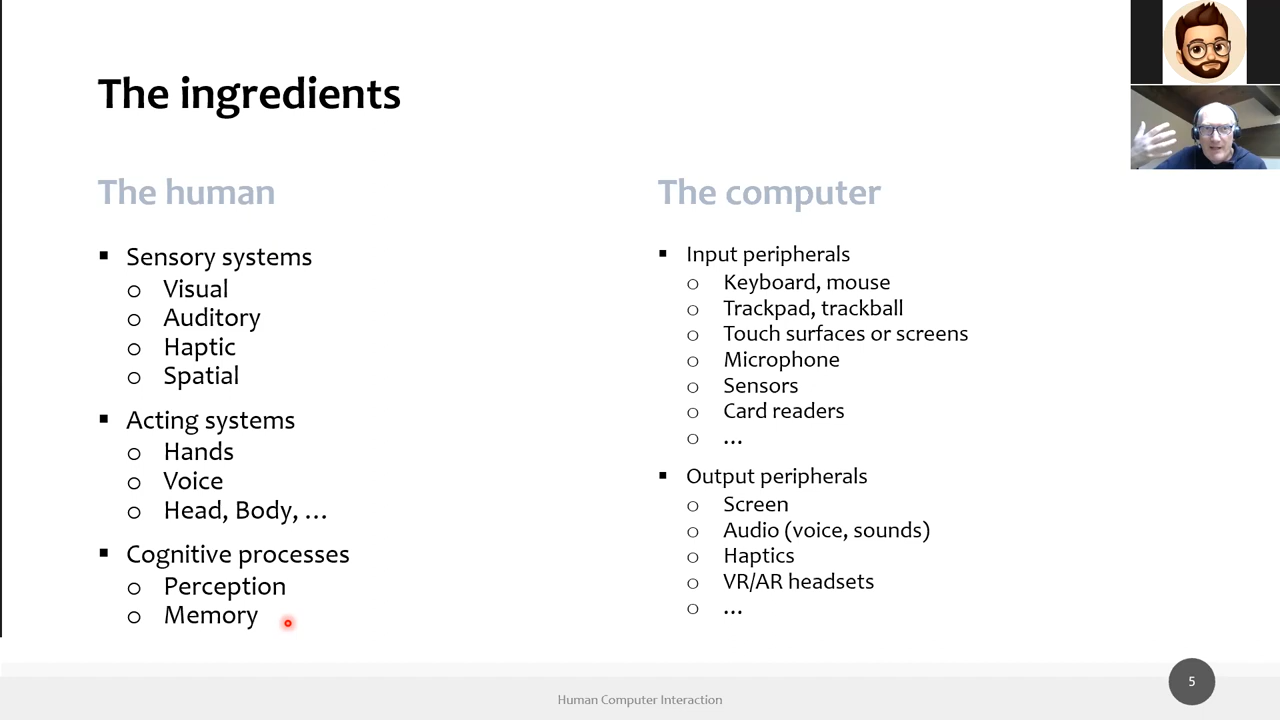 The ingredients
The human
▪ Sensory systems
o Visual
o Auditory
o Haptic
o Spatial
▪ Acting systems
o Hands
o Voice
o Head, Body, …
▪ Cognitive processes
o Perception
o Memory
The computer
▪ Input peripherals
o Keyboard, mouse
o Trackpad, trackball
o Touch surfaces or screens
o Microphone
o Sensors
o Card readers
o …
▪ Output peripherals
o Screen
o Audio (voice, sounds)
o Haptics
o VR/AR headsets
o …
Human Computer Interaction
5